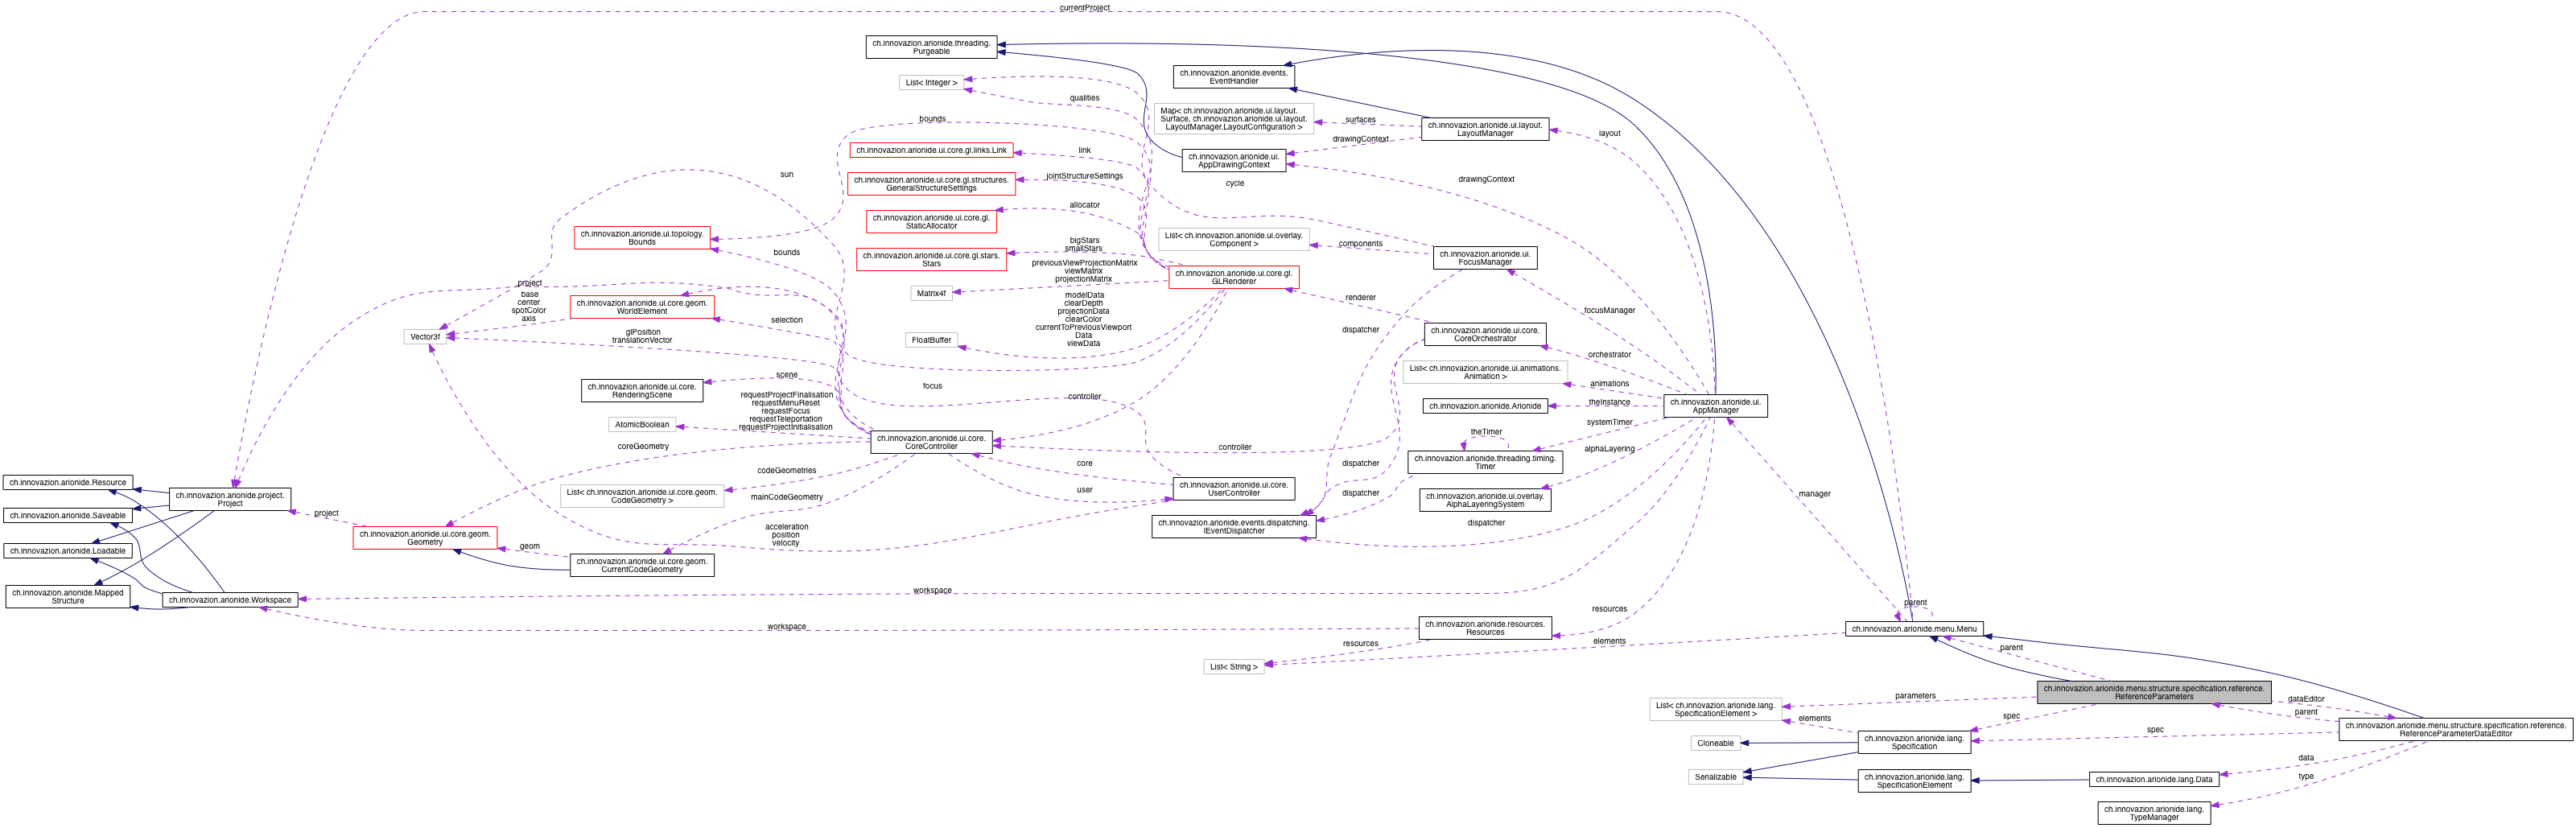 currentProject
ch.innovazion.arionide.threading.
Purgeable
List< Integer >
qualities
bounds
ch.innovazion.arionide.ui.core.gl.links.Link
link
ch.innovazion.arionide.ui.core.gl.structures.
GeneralStructureSettings
jointStructureSettings
ch.innovazion.arionide.ui.core.gl.
StaticAllocator
allocator
ch.innovazion.arionide.ui.core.gl.stars.
Stars
bigStars
smallStars
previousViewProjectionMatrix
viewMatrix
projectionMatrix
Matrix4f
modelData
clearDepth
projectionData
clearColor
currentToPreviousViewport
Data
viewData
FloatBuffer
ch.innovazion.arionide.ui.core.gl.
GLRenderer
ch.innovazion.arionide.events.
EventHandler
Map< ch.innovazion.arionide.ui.layout.
Surface, ch.innovazion.arionide.ui.layout.
LayoutManager.LayoutConfiguration >
surfaces
drawingContext
ch.innovazion.arionide.ui.layout.
LayoutManager
layout
ch.innovazion.arionide.ui.
AppDrawingContext
cycle
drawingContext
List< ch.innovazion.arionide.ui.overlay.
Component >
components
ch.innovazion.arionide.ui.
FocusManager
focusManager
renderer
dispatcher
ch.innovazion.arionide.ui.core.
CoreOrchestrator
orchestrator
List< ch.innovazion.arionide.ui.animations.
Animation >
animations
ch.innovazion.arionide.Arionide
theInstance
ch.innovazion.arionide.ui.
AppManager
systemTimer
theTimer
ch.innovazion.arionide.threading.timing.
Timer
alphaLayering
ch.innovazion.arionide.ui.overlay.
AlphaLayeringSystem
dispatcher
dispatcher
dispatcher
manager
sun
ch.innovazion.arionide.ui.topology.
Bounds
bounds
project
base
center
spotColor
axis
ch.innovazion.arionide.ui.core.geom.
WorldElement
selection
Vector3f
glPosition
translationVector
ch.innovazion.arionide.ui.core.
RenderingScene
scene
focus
controller
requestProjectFinalisation
requestMenuReset
requestFocus
requestTeleportation
requestProjectInitialisation
AtomicBoolean
ch.innovazion.arionide.ui.core.
CoreController
controller
coreGeometry
codeGeometries
core
user
List< ch.innovazion.arionide.ui.core.geom.
CodeGeometry >
mainCodeGeometry
ch.innovazion.arionide.ui.core.
UserController
ch.innovazion.arionide.events.dispatching.
IEventDispatcher
acceleration
position
velocity
ch.innovazion.arionide.Resource
ch.innovazion.arionide.project.
Project
ch.innovazion.arionide.Saveable
project
ch.innovazion.arionide.ui.core.geom.
Geometry
geom
ch.innovazion.arionide.Loadable
ch.innovazion.arionide.ui.core.geom.
CurrentCodeGeometry
ch.innovazion.arionide.Mapped
Structure
ch.innovazion.arionide.Workspace
workspace
workspace
resources
ch.innovazion.arionide.resources.
Resources
resources
elements
List< String >
parent
ch.innovazion.arionide.menu.Menu
parent
ch.innovazion.arionide.menu.structure.specification.reference.
ReferenceParameters
parameters
List< ch.innovazion.arionide.lang.
SpecificationElement >
elements
spec
dataEditor
parent
ch.innovazion.arionide.menu.structure.specification.reference.
ReferenceParameterDataEditor
spec
Cloneable
ch.innovazion.arionide.lang.
Specification
Serializable
ch.innovazion.arionide.lang.
SpecificationElement
ch.innovazion.arionide.lang.Data
data
type
ch.innovazion.arionide.lang.
TypeManager